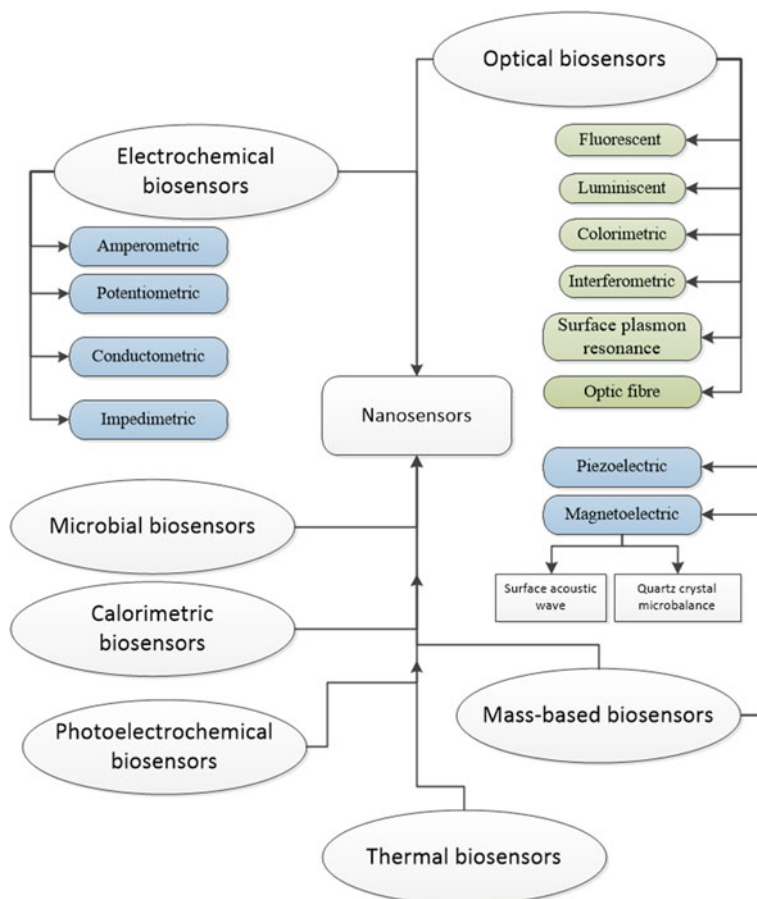 Optical biosensors
Fluorescent
Luminiscent
Colorimetric
Interferometric
Surface plasmon
resonance
Optic fibre
Electrochemical
biosensors
Amperometric
Potentiometric
Conductometric
Impedimetric
Nanosensors
Piezoelectric
Magnetoelectric
Surface acoustic
wave
Quartz crystal
microbalance
Microbial biosensors
Calorimetric
biosensors
Photoelectrochemical
biosensors
Mass-based biosensors
Thermal biosensors